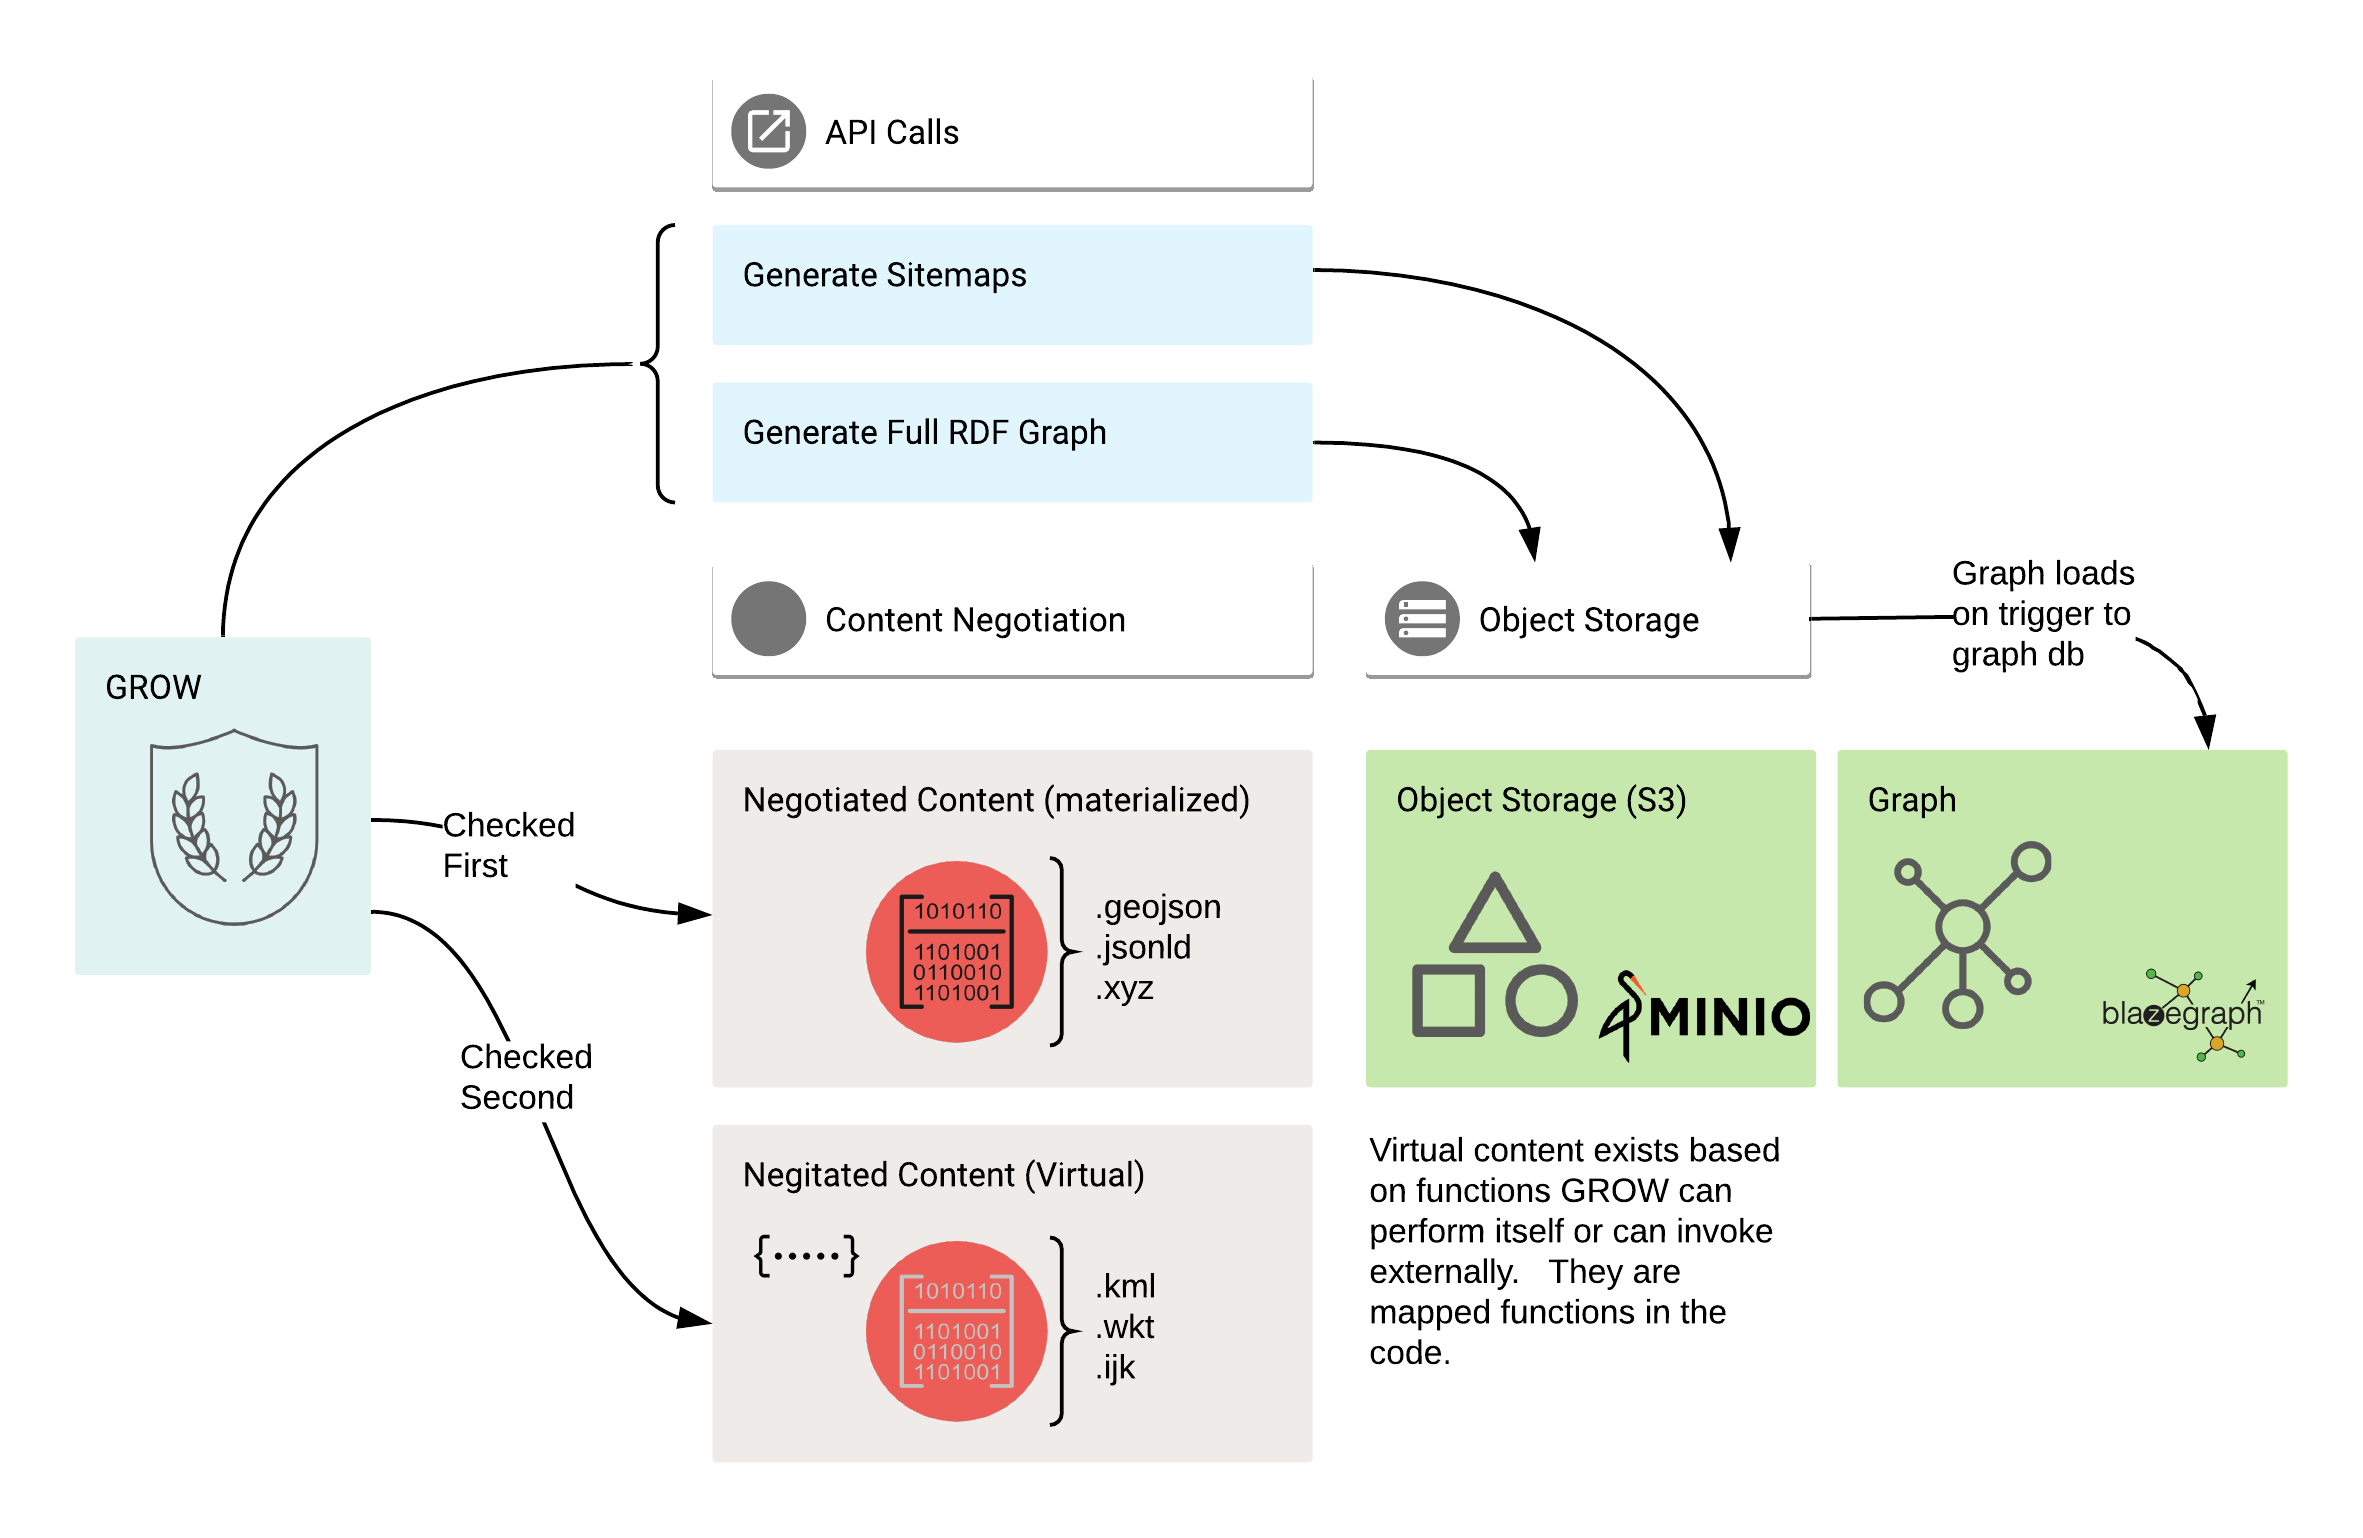 API Calls
Generate Sitemaps
Generate Full RDF Graph
Content Negotiation
Object Storage
Graph loads
on trigger to
graph db
GROW
Checked
First
Checked
Second
Negotiated Content (materialized)
1010110
1101001
0110010
1101001
.geojson
.jsonld
.xyz
Object Storage (S3)
MINIO
Graph
blazegraph™
Negitated Content (Virtual)
{.....}
1010110
1101001
0110010
1101001
.kml
.wkt
.ijk
Virtual content exists based
on functions GROW can
perform itself or can invoke
externally.   They are
mapped functions in the
code.